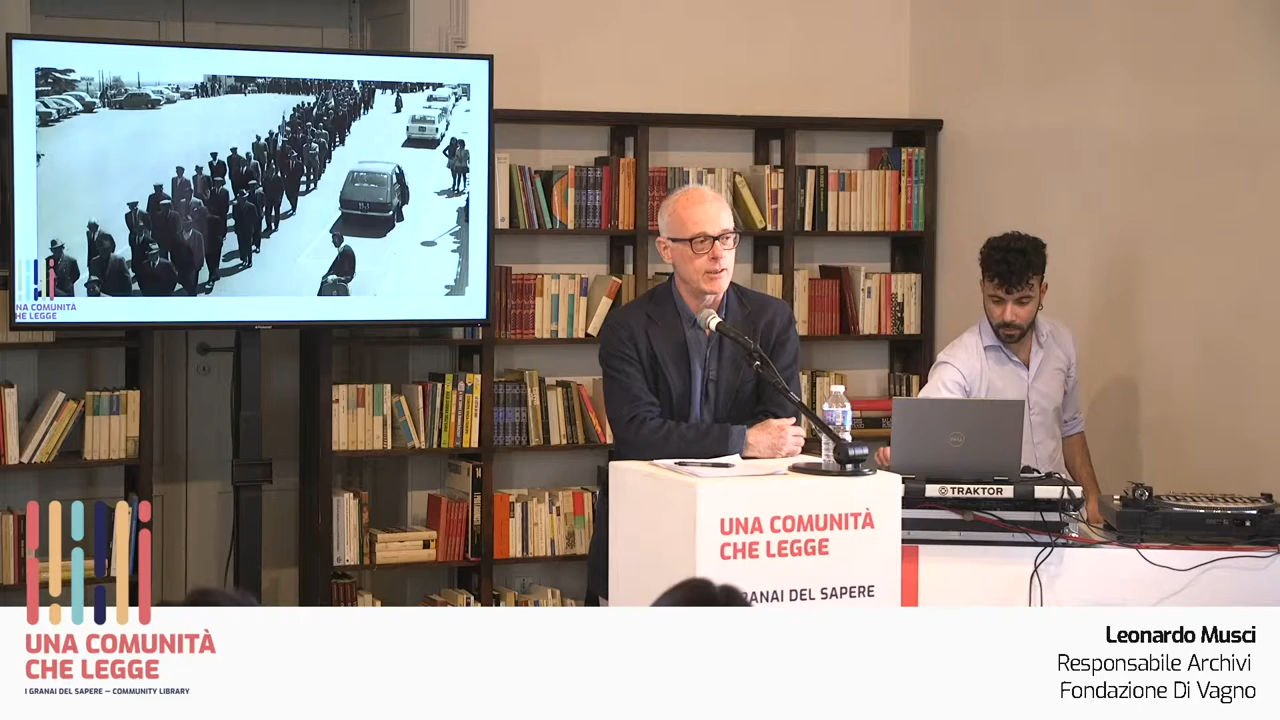 UNA COMUNITÀ
CHE LEGGE
TRAKTOR
DELL
UNA COMUNITÀ
CHE LEGGE
GRANAI DEL SAPERE
UNA COMUNITÀ
CHE LEGGE
I GRANAI DEL SAPERE — COMMUNITY LIBRARY
Leonardo Musci
Responsabile Archivi
Fondazione Di Vagno